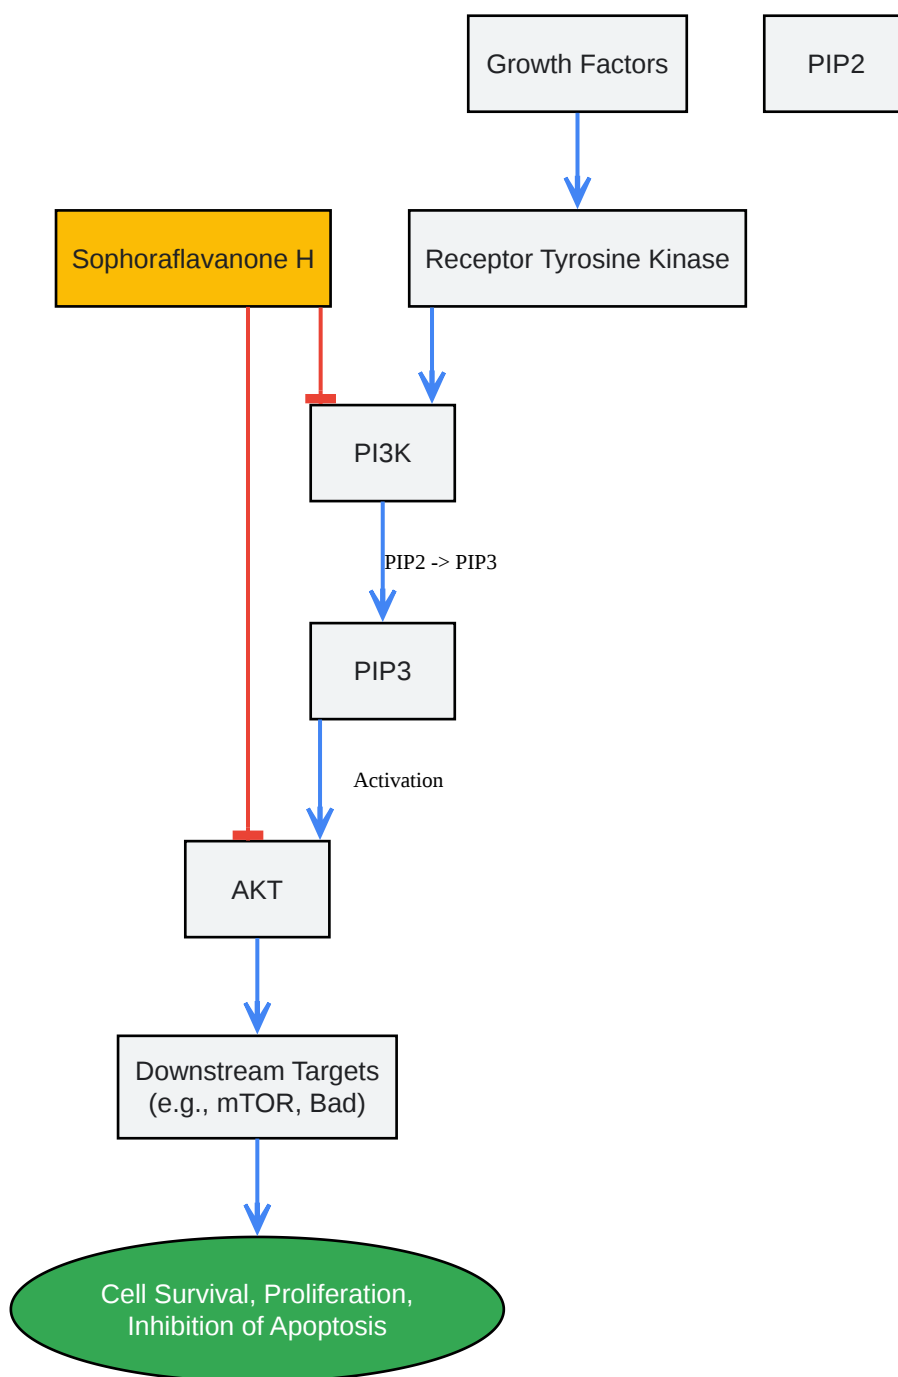 Growth Factors
PIP2
Sophoraflavanone H
Receptor Tyrosine Kinase
PI3K
PIP2 -> PIP3
PIP3
Activation
AKT
Downstream Targets
(e.g., mTOR, Bad)
Cell Survival, Proliferation,
Inhibition of Apoptosis